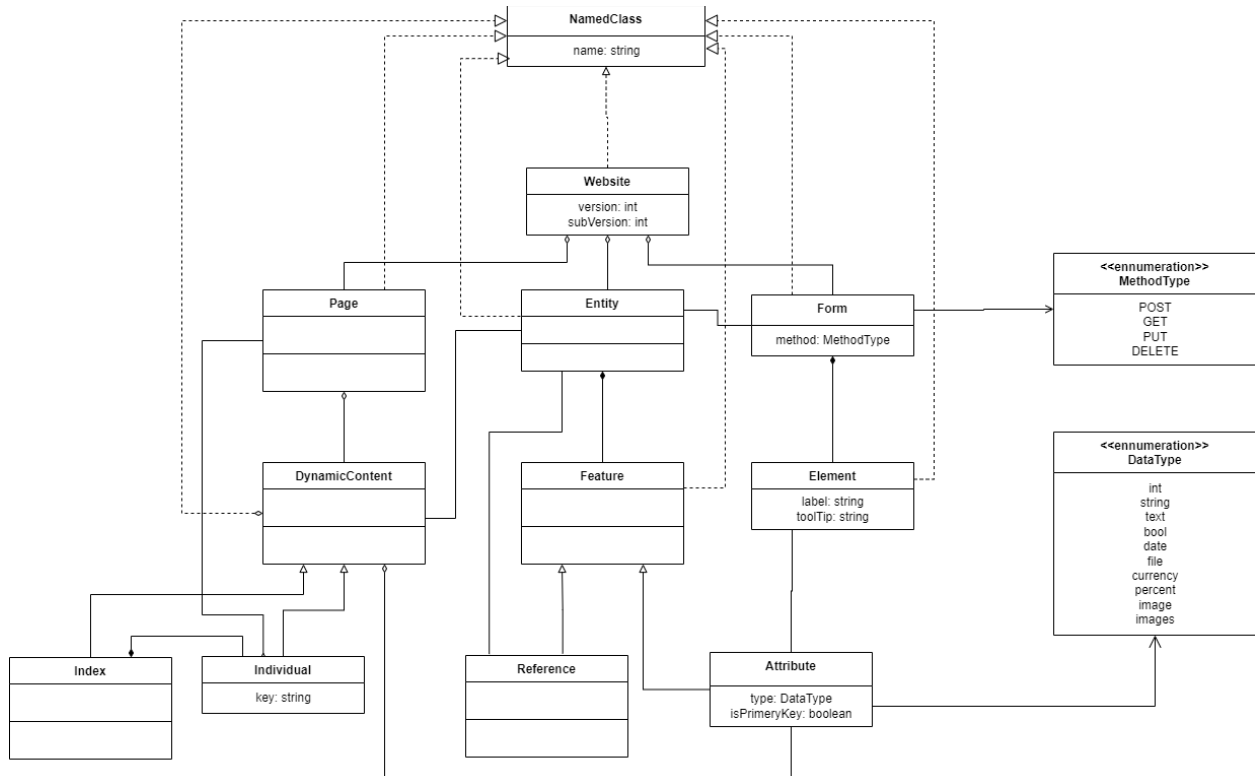 NamedClass
name: string
Website
version: int
subVersion: int
Page
Entity
Form
method: MethodType
<<ennumeration>>
MethodType
POST
GET
PUT
DELETE
DynamicContent
Feature
Element
label: string
toolTip: string
<<ennumeration>>
DataType
int
string
text
bool
date
file
currency
percent
image
images
Index
Individual
key: string
Reference
Attribute
type: DataType
isPrimeryKey: boolean